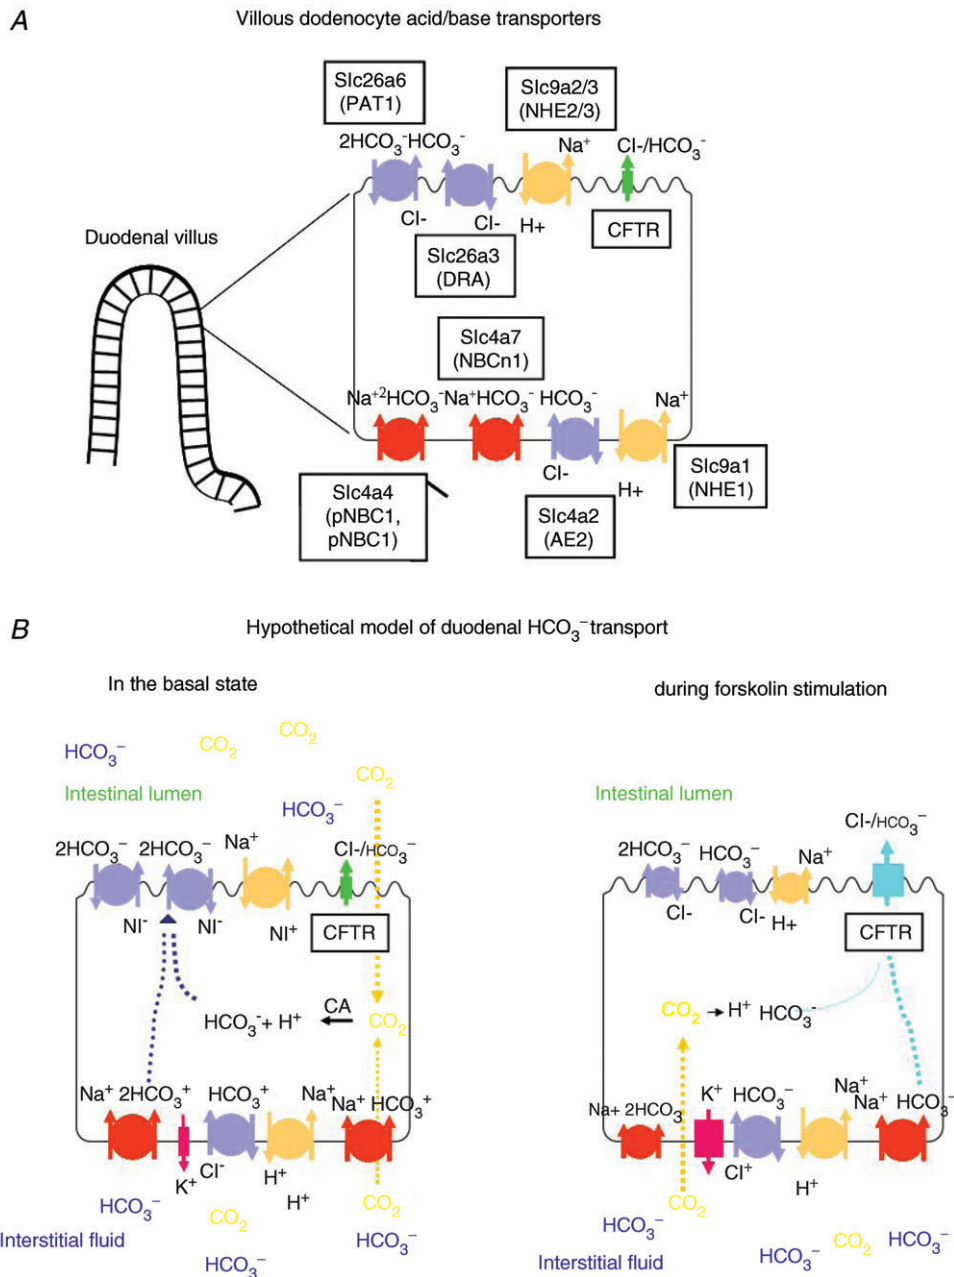 A
Villous dodenocyte acid/base transporters
Slc26a6
(PAT1)
Slc9a2/3
(NHE2/3)
2HCO₃⁻HCO₃⁻
Na⁺
Cl-/HCO₃⁻
Cl-
Cl-
H+
CFTR
Duodenal villus
Slc26a3
(DRA)
Slc4a7
(NBCn1)
Na⁺²HCO₃⁻Na⁺HCO₃⁻
HCO₃⁻
Na⁺
Cl-
H+
Slc9a1
(NHE1)
Slc4a4
(pNBC1,
pNBC1)
Slc4a2
(AE2)
B
Hypothetical model of duodenal HCO₃⁻ transport
In the basal state
HCO₃⁻
CO₂
CO₂
CO₂
Intestinal lumen
HCO₃⁻
2HCO₃⁻
2HCO₃⁻
Na⁺
Cl-/HCO₃⁻
NI⁻
NI⁻
NI⁺
CFTR
HCO₃⁻+ H⁺
CA
CO₂
Na⁺ 2HCO₃⁺
HCO₃⁺
Na⁺
Na⁺ HCO₃⁺
K⁺
Cl⁻
H⁺
H⁺
HCO₃⁻
CO₂
CO₂
Interstitial fluid
HCO₃⁻
HCO₃⁻
during forskolin stimulation
Intestinal lumen
Cl-/HCO₃⁻
2HCO₃⁻
HCO₃⁻
Na⁺
Cl-
Cl-
H+
CFTR
CO₂
H⁺
HCO₃⁻
Na+ 2HCO₃
K⁺
HCO₃⁻
Na⁺
Na⁺
HCO₃⁻
Cl⁺
H⁺
CO₂
HCO₃⁻
Interstitial fluid
HCO₃⁻
CO₂
HCO₃⁻